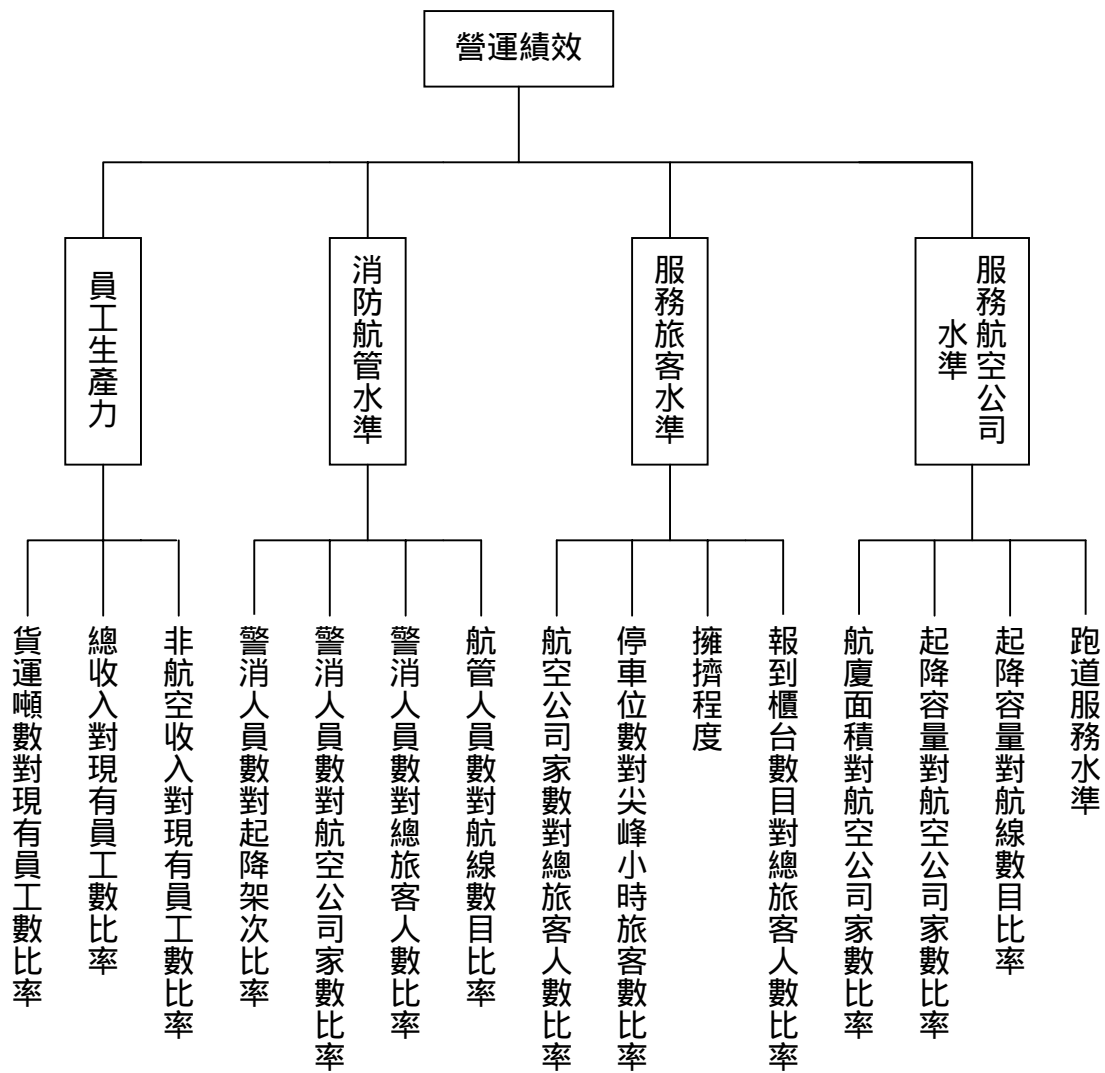 營運績效
員工生產力
消防航管水準
服務旅客水準
服務航空公司
水準
貨運噸數對現有員工數比率
總收入對現有員工數比率
非航空收入對現有員工數比率
警消人員數對起降架次比率
警消人員數對航空公司家數比率
警消人員數對總旅客人數比率
航管人員數對航線數目比率
航空公司家數對總旅客人數比率
停車位數對尖峰小時旅客數比率
擁擠程度
報到櫃台數目對總旅客人數比率
航廈面積對航空公司家數比率
起降容量對航空公司家數比率
起降容量對航線數目比率
跑道服務水準